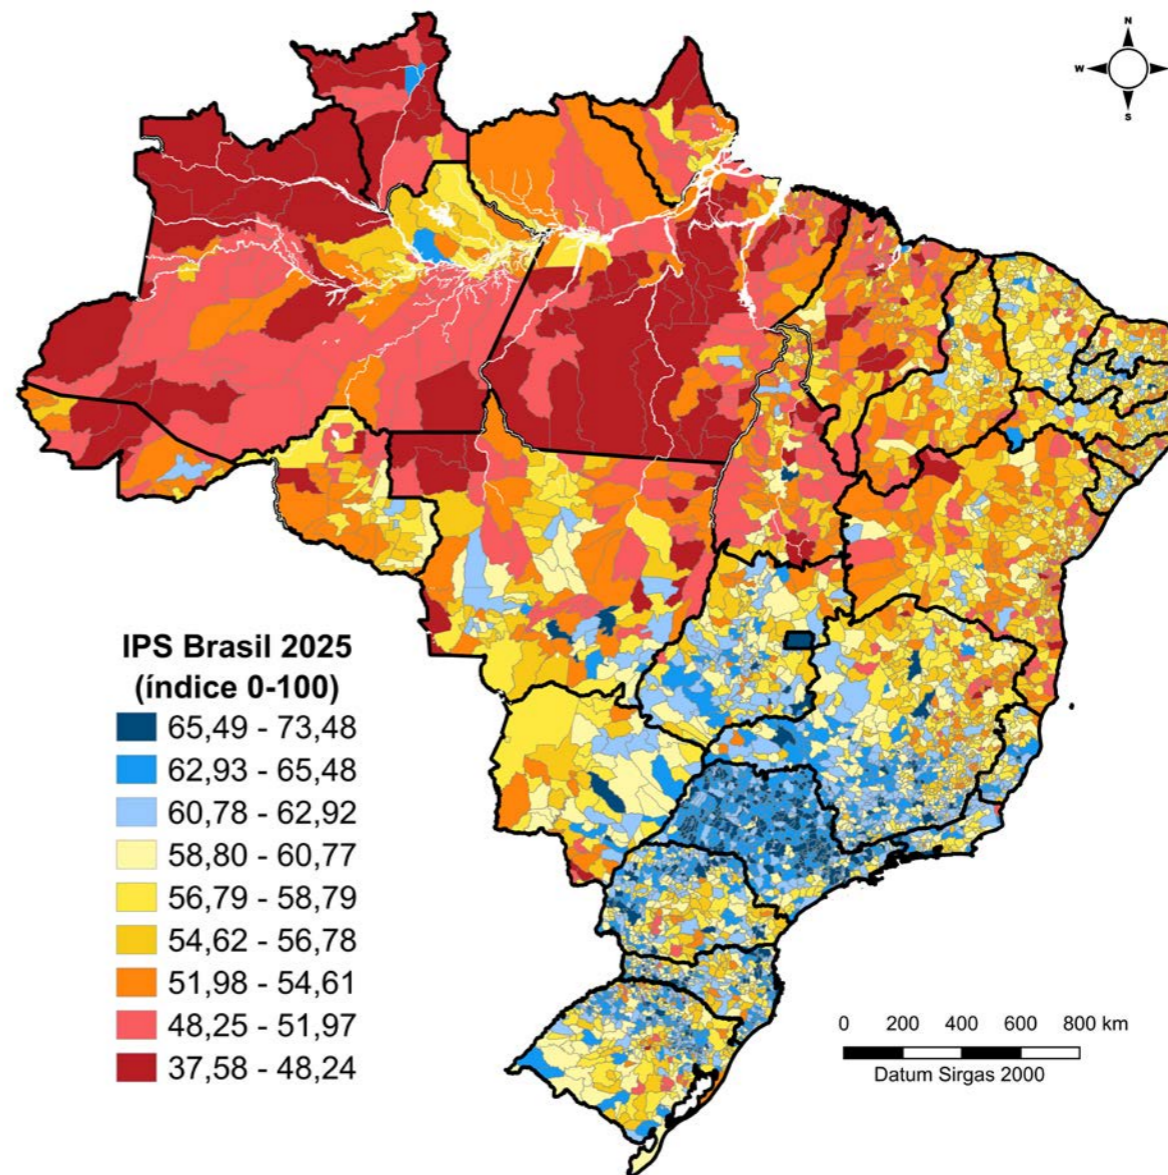 N
W
S
IPS Brasil 2025
(índice 0-100)
65,49 - 73,48
62,93 - 65,48
60,78 - 62,92
58,80 - 60,77
56,79 - 58,79
54,62 - 56,78
51,98 - 54,61
48,25 - 51,97
37,58 - 48,24
0 200 400 600 800 km
Datum Sirgas 2000